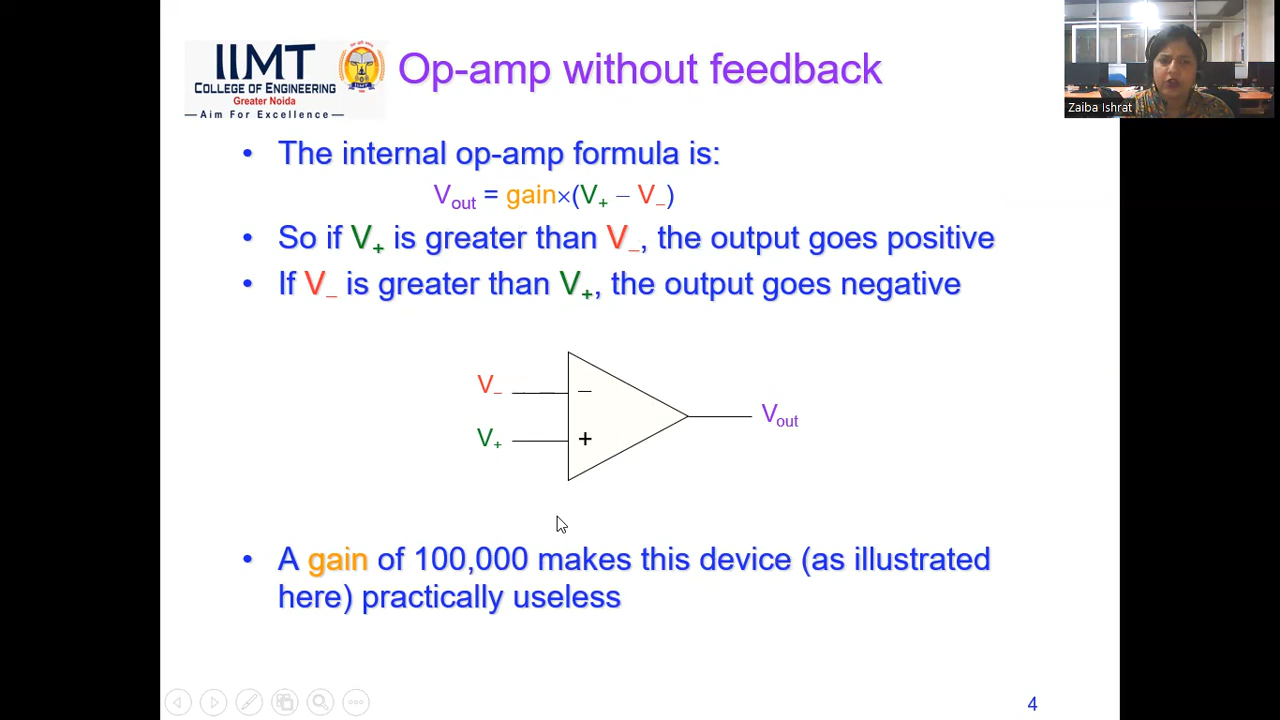 IIMT
COLLEGE OF ENGINEERING
Greater Noida
—Aim For Excellence—
Op-amp without feedback
Zaiba Ishrat
• The internal op-amp formula is:
Vout = gain×(V+ − V−)
• So if V+ is greater than V−, the output goes positive
• If V− is greater than V+, the output goes negative
V− −
V+ +
Vout
• A gain of 100,000 makes this device (as illustrated
here) practically useless
4